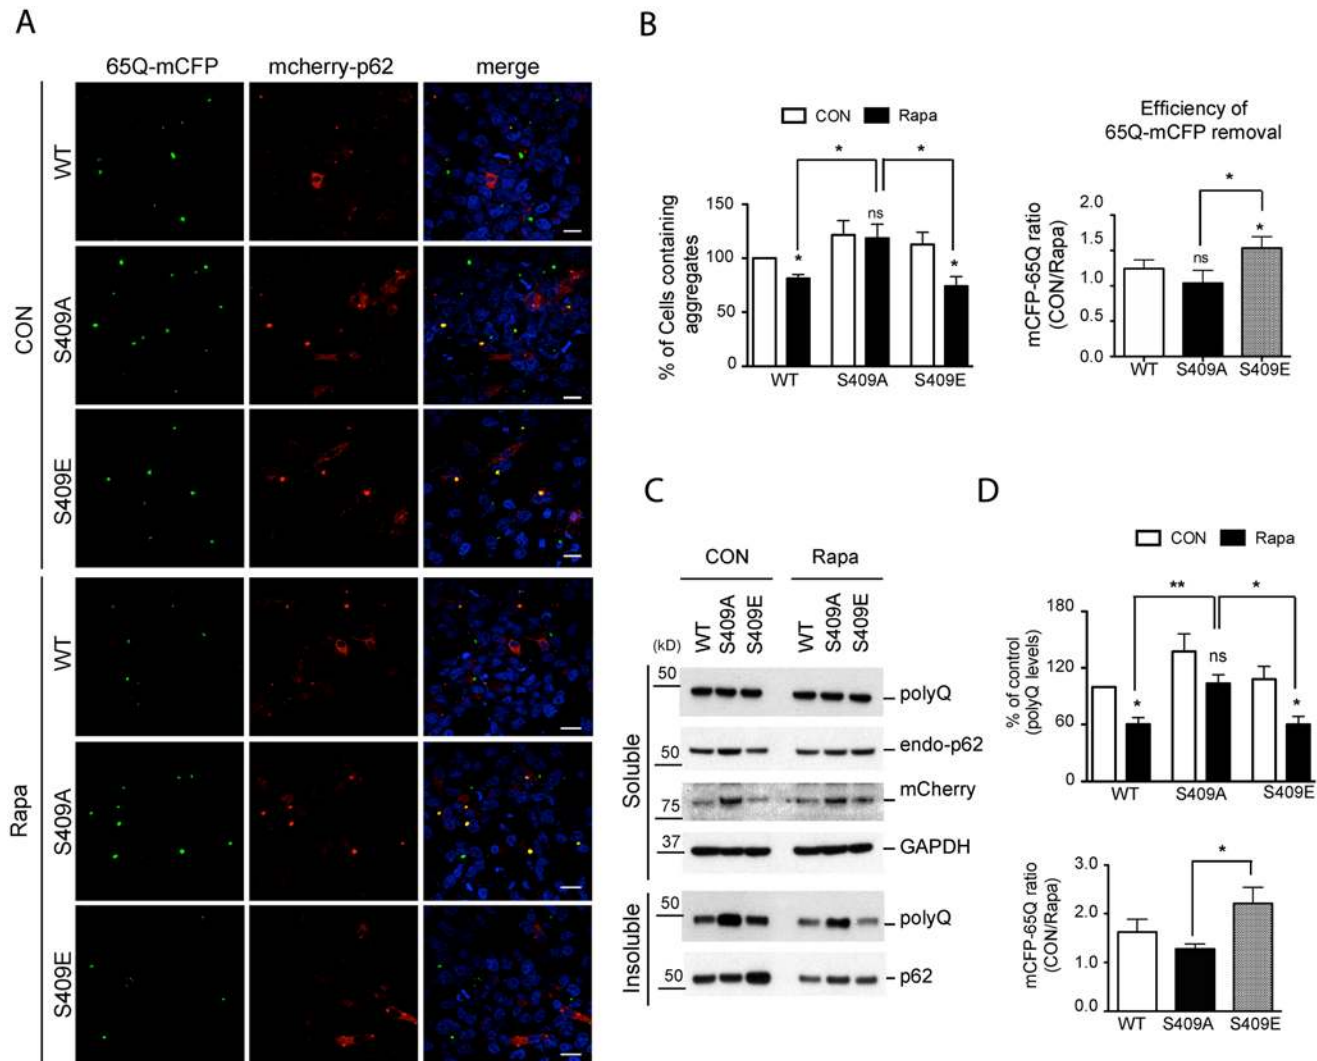 A
65Q-mCFP mcherry-p62 merge
CON
WT
S409A
S409E
Rapa
WT
S409A
S409E
B
CON Rapa
* *
% of Cells containing
aggregates
150
100
50
0
* ns *
WT S409A S409E
Efficiency of
65Q-mCFP removal
mCFP-65Q ratio
(CON/Rapa)
2.0
1.5
1.0
1.0
0.0
*
ns *
WT S409A S409E
C
CON Rapa
(kD) WT S409A S409E WT S409A S409E
Soluble
50 polyQ
50 endo-p62
75 mCherry
37 GAPDH
Insoluble
50 polyQ
50 p62
D
CON Rapa
** *
% of control
(polyQ levels)
180
120
60
0
* ns *
WT S409A S409E
mCFP-65Q ratio
(CON/Rapa)
3.0
2.0
1.0
0.0
*
WT S409A S409E